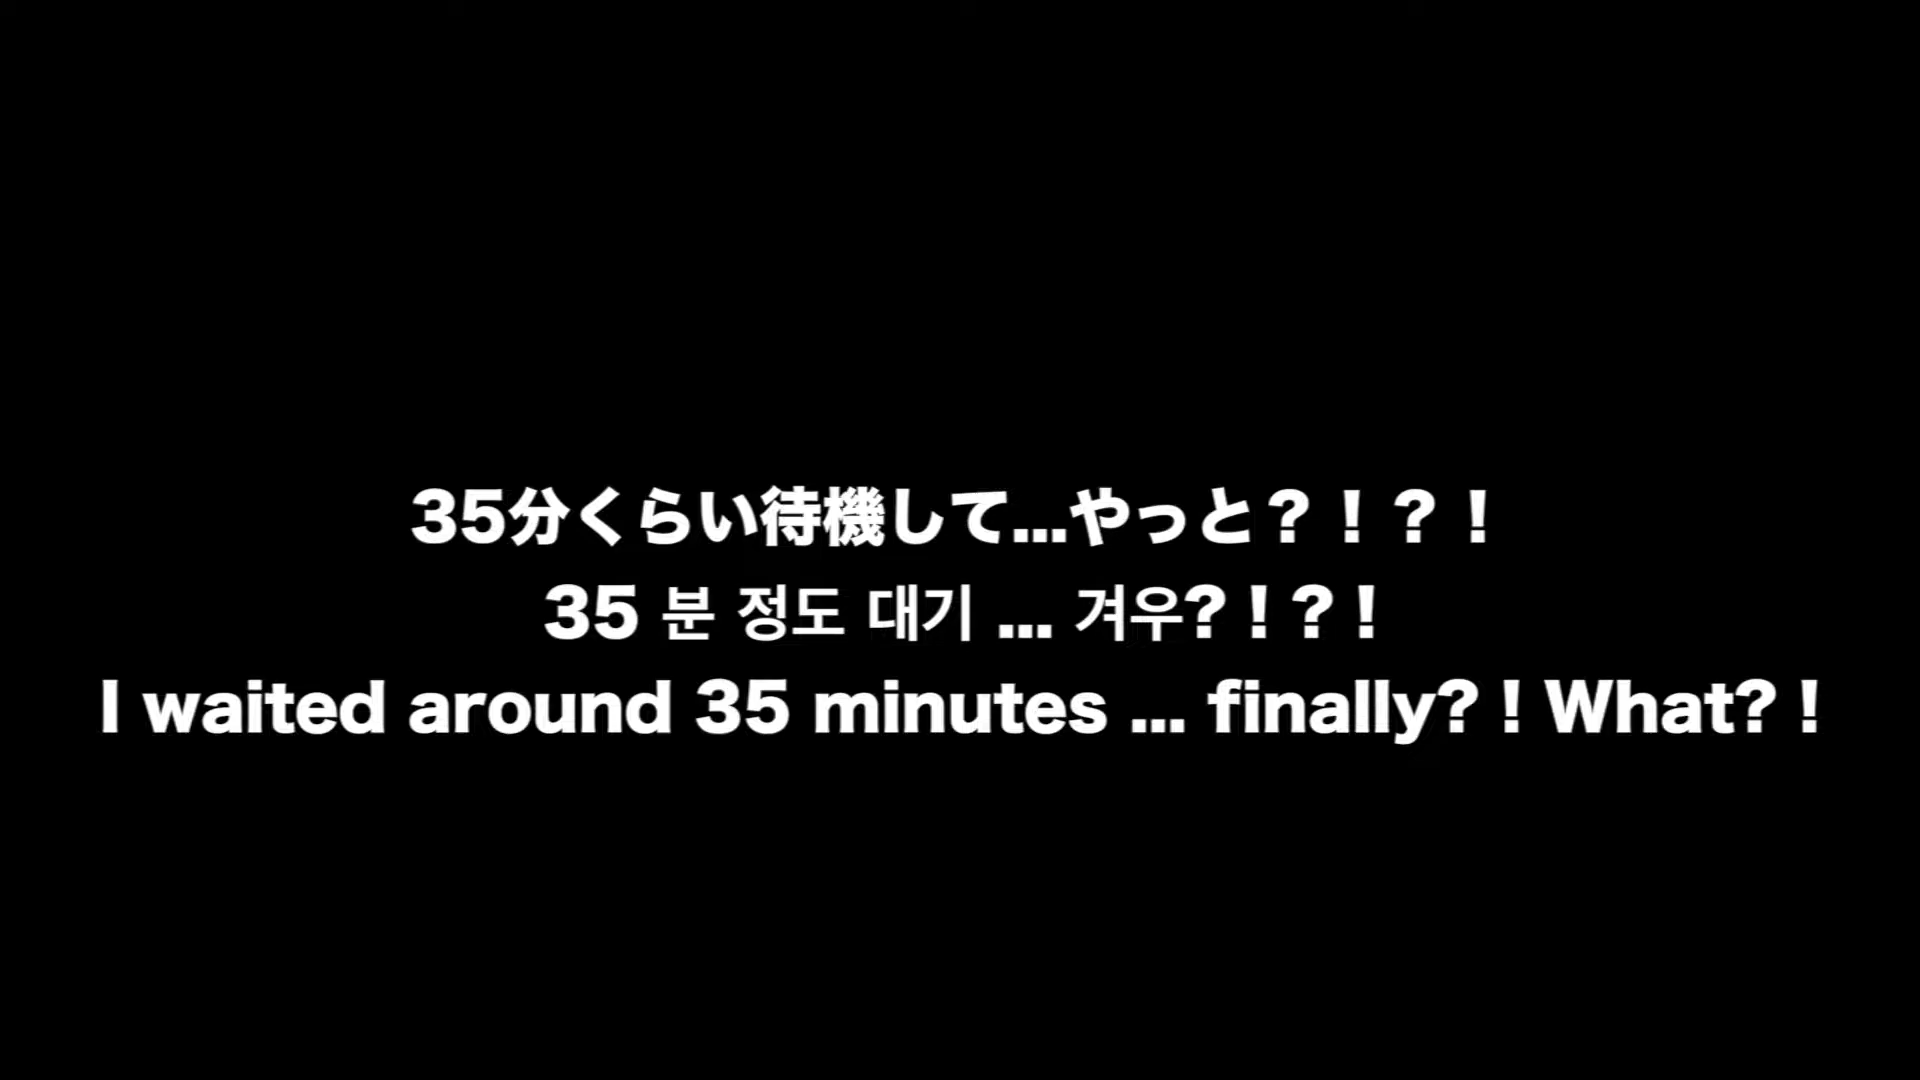 35分くらい待機して...やっと?!?!
35 분 정도 대기 ... 겨우?!?!
I waited around 35 minutes ... finally?! What?!